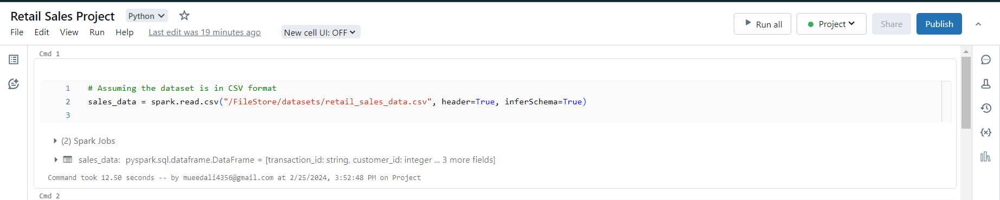 Retail Sales Project Python
File Edit View Run Help Last edit was 19 minutes ago New cell UI: OFF
Run all Project Share Publish
Cmd 1
1 # Assuming the dataset is in CSV format
2 sales_data = spark.read.csv("/FileStore/datasets/retail_sales_data.csv", header=True, inferSchema=True)
3
(2) Spark Jobs
sales_data: pyspark.sql.dataframe.DataFrame = [transaction_id: string, customer_id: integer ... 3 more fields]
Command took 12.50 seconds -- by mueedali4356@gmail.com at 2/25/2024, 3:52:48 PM on Project
Cmd 2